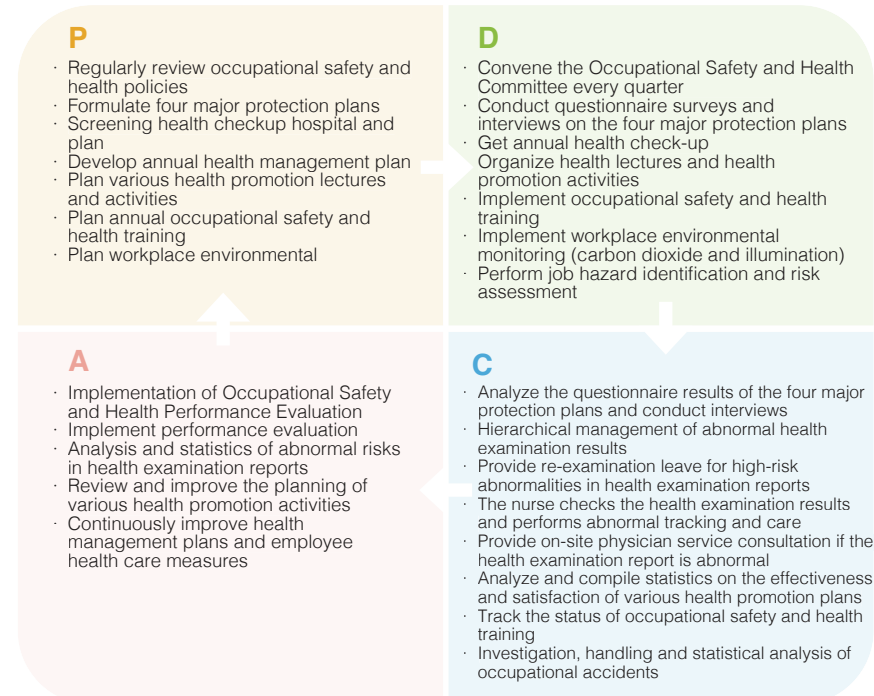 P
· Regularly review occupational safety and
health policies
· Formulate four major protection plans
· Screening health checkup hospital and
plan
· Develop annual health management plan
· Plan various health promotion lectures
and activities
· Plan annual occupational safety and
health training
· Plan workplace environmental
D
· Convene the Occupational Safety and Health
Committee every quarter
· Conduct questionnaire surveys and
interviews on the four major protection plans
· Get annual health check-up
Organize health lectures and health
promotion activities
· Implement occupational safety and health
training
· Implement workplace environmental
monitoring (carbon dioxide and illumination)
· Perform job hazard identification and risk
assessment
A
· Implementation of Occupational Safety
and Health Performance Evaluation
· Implement performance evaluation
· Analysis and statistics of abnormal risks
in health examination reports
· Review and improve the planning of
various health promotion activities
· Continuously improve health
management plans and employee
health care measures
C
· Analyze the questionnaire results of the four major
protection plans and conduct interviews
· Hierarchical management of abnormal health
examination results
· Provide re-examination leave for high-risk
abnormalities in health examination reports
· The nurse checks the health examination results
and performs abnormal tracking and care
· Provide on-site physician service consultation if the
health examination report is abnormal
· Analyze and compile statistics on the effectiveness
and satisfaction of various health promotion plans
· Track the status of occupational safety and health
training
· Investigation, handling and statistical analysis of
occupational accidents